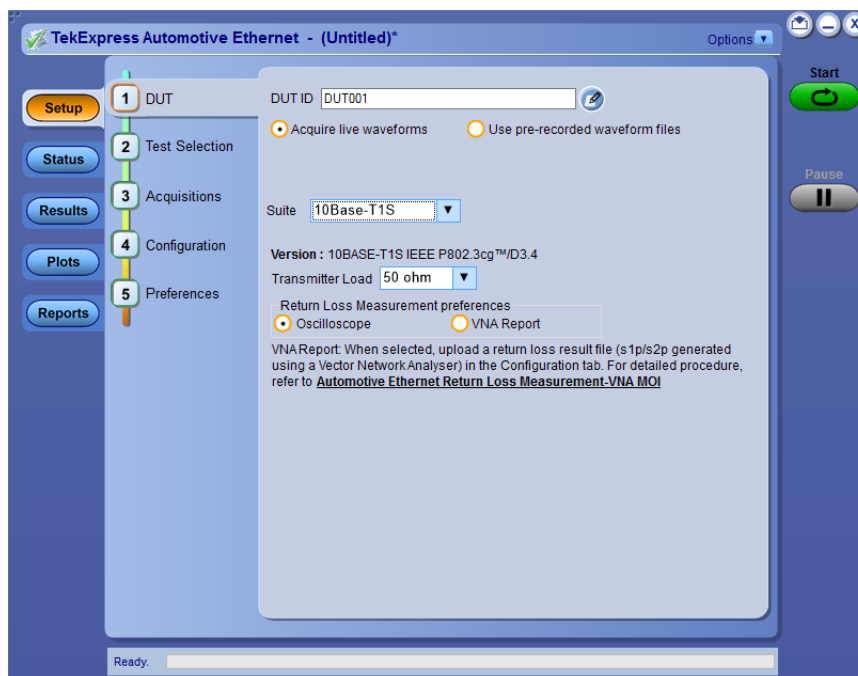 TekExpress Automotive Ethernet - (Untitled)*
Options
Start
Pause
Setup
Status
Results
Plots
Reports
1 DUT
2 Test Selection
3 Acquisitions
4 Configuration
5 Preferences
DUT ID DUT001
Acquire live waveforms
Use pre-recorded waveform files
Suite 10Base-T1S
Version : 10BASE-T1S IEEE P802.3cg™/D3.4
Transmitter Load 50 ohm
Return Loss Measurement preferences
Oscilloscope
VNA Report
VNA Report: When selected, upload a return loss result file (s1p/s2p generated
using a Vector Network Analyser) in the Configuration tab. For detailed procedure,
refer to Automotive Ethernet Return Loss Measurement-VNA MOI
Ready.